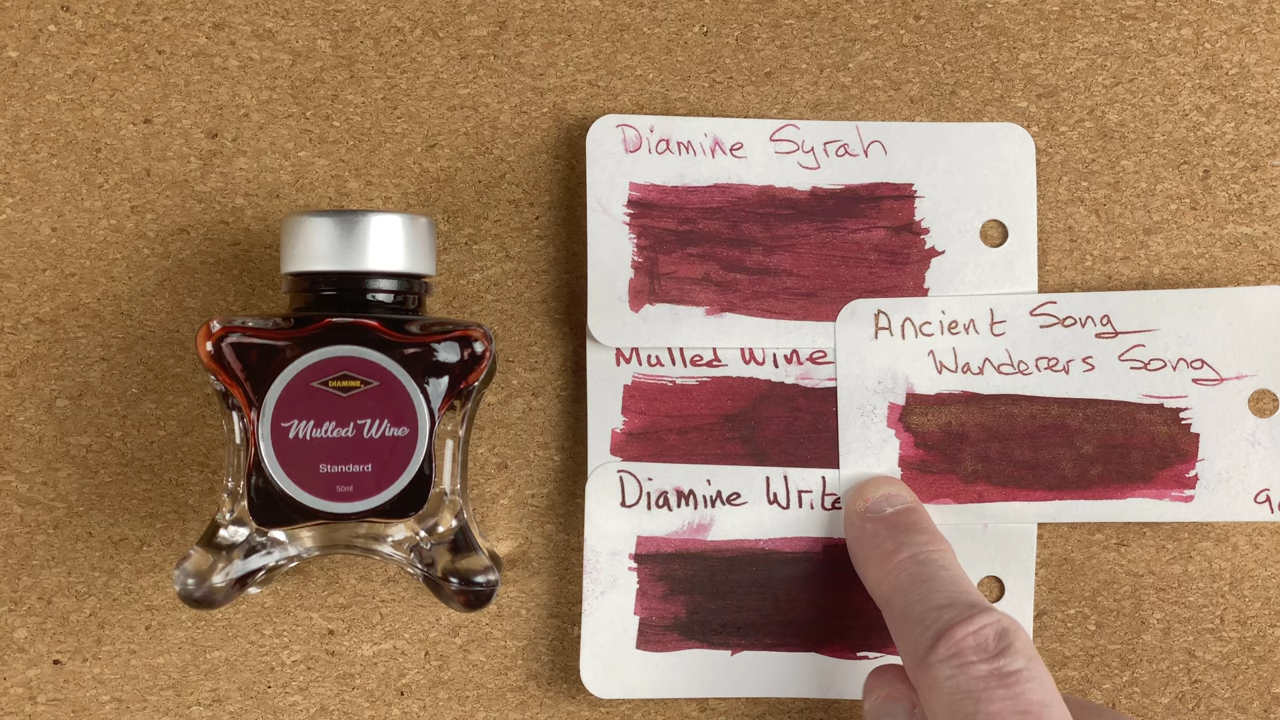 DIAMINE
Mulled Wine
Standard
50ml
Diamine Syrah
Mulled Wine
Diamine Write
Ancient Song
Wanderers Song